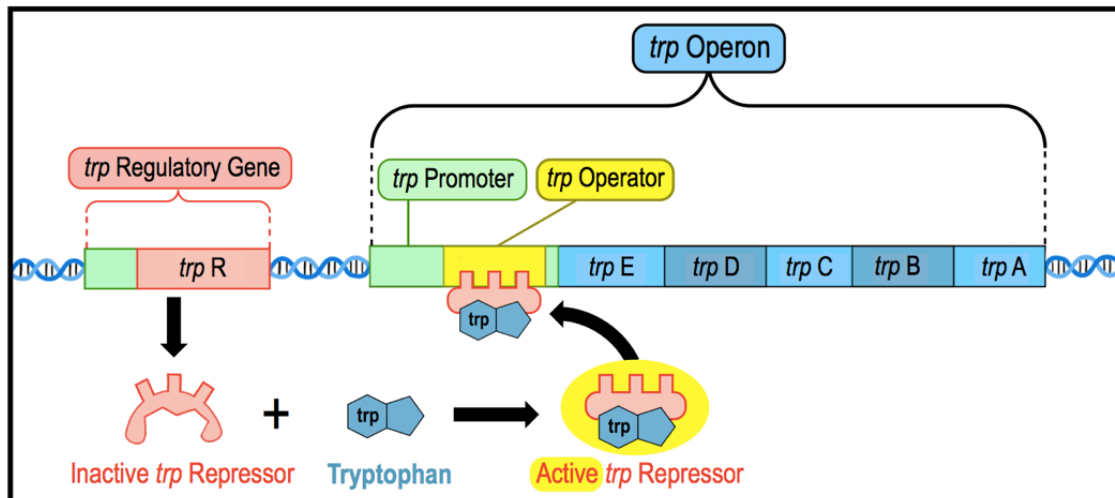 trp Operon
trp Regulatory Gene
trp Promoter
trp Operator
trp R
trp E
trp D
trp C
trp B
trp A
trp
trp
trp
+
Inactive trp Repressor
Tryptophan
Active trp Repressor